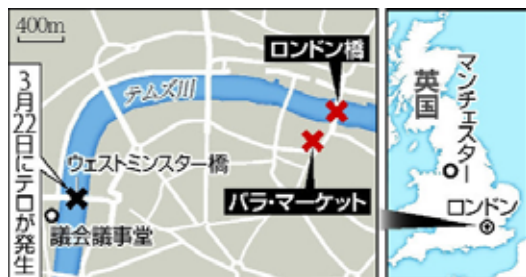 400m
ロンドン橋
テムズ川
3月22日にテロが発生
ウェストミンスター橋
バラ・マーケット
議会議事堂
英国
マンチェスター
ロンドン